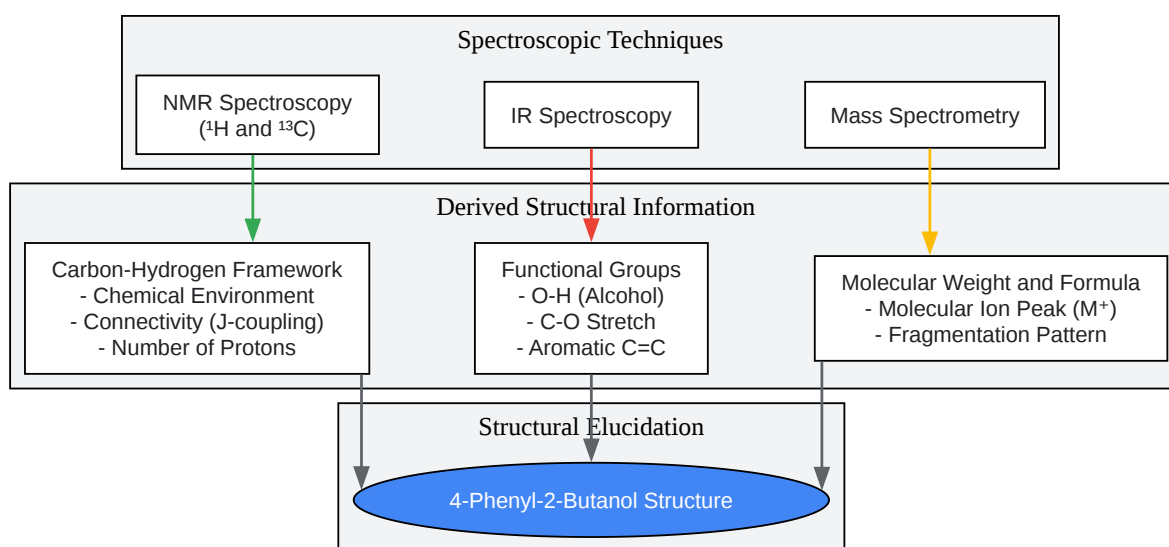 Spectroscopic Techniques
NMR Spectroscopy
(¹H and ¹³C)
IR Spectroscopy
Mass Spectrometry
Derived Structural Information
Carbon-Hydrogen Framework
- Chemical Environment
- Connectivity (J-coupling)
- Number of Protons
Functional Groups
- O-H (Alcohol)
- C-O Stretch
- Aromatic C=C
Molecular Weight and Formula
- Molecular Ion Peak (M⁺)
- Fragmentation Pattern
Structural Elucidation
4-Phenyl-2-Butanol Structure